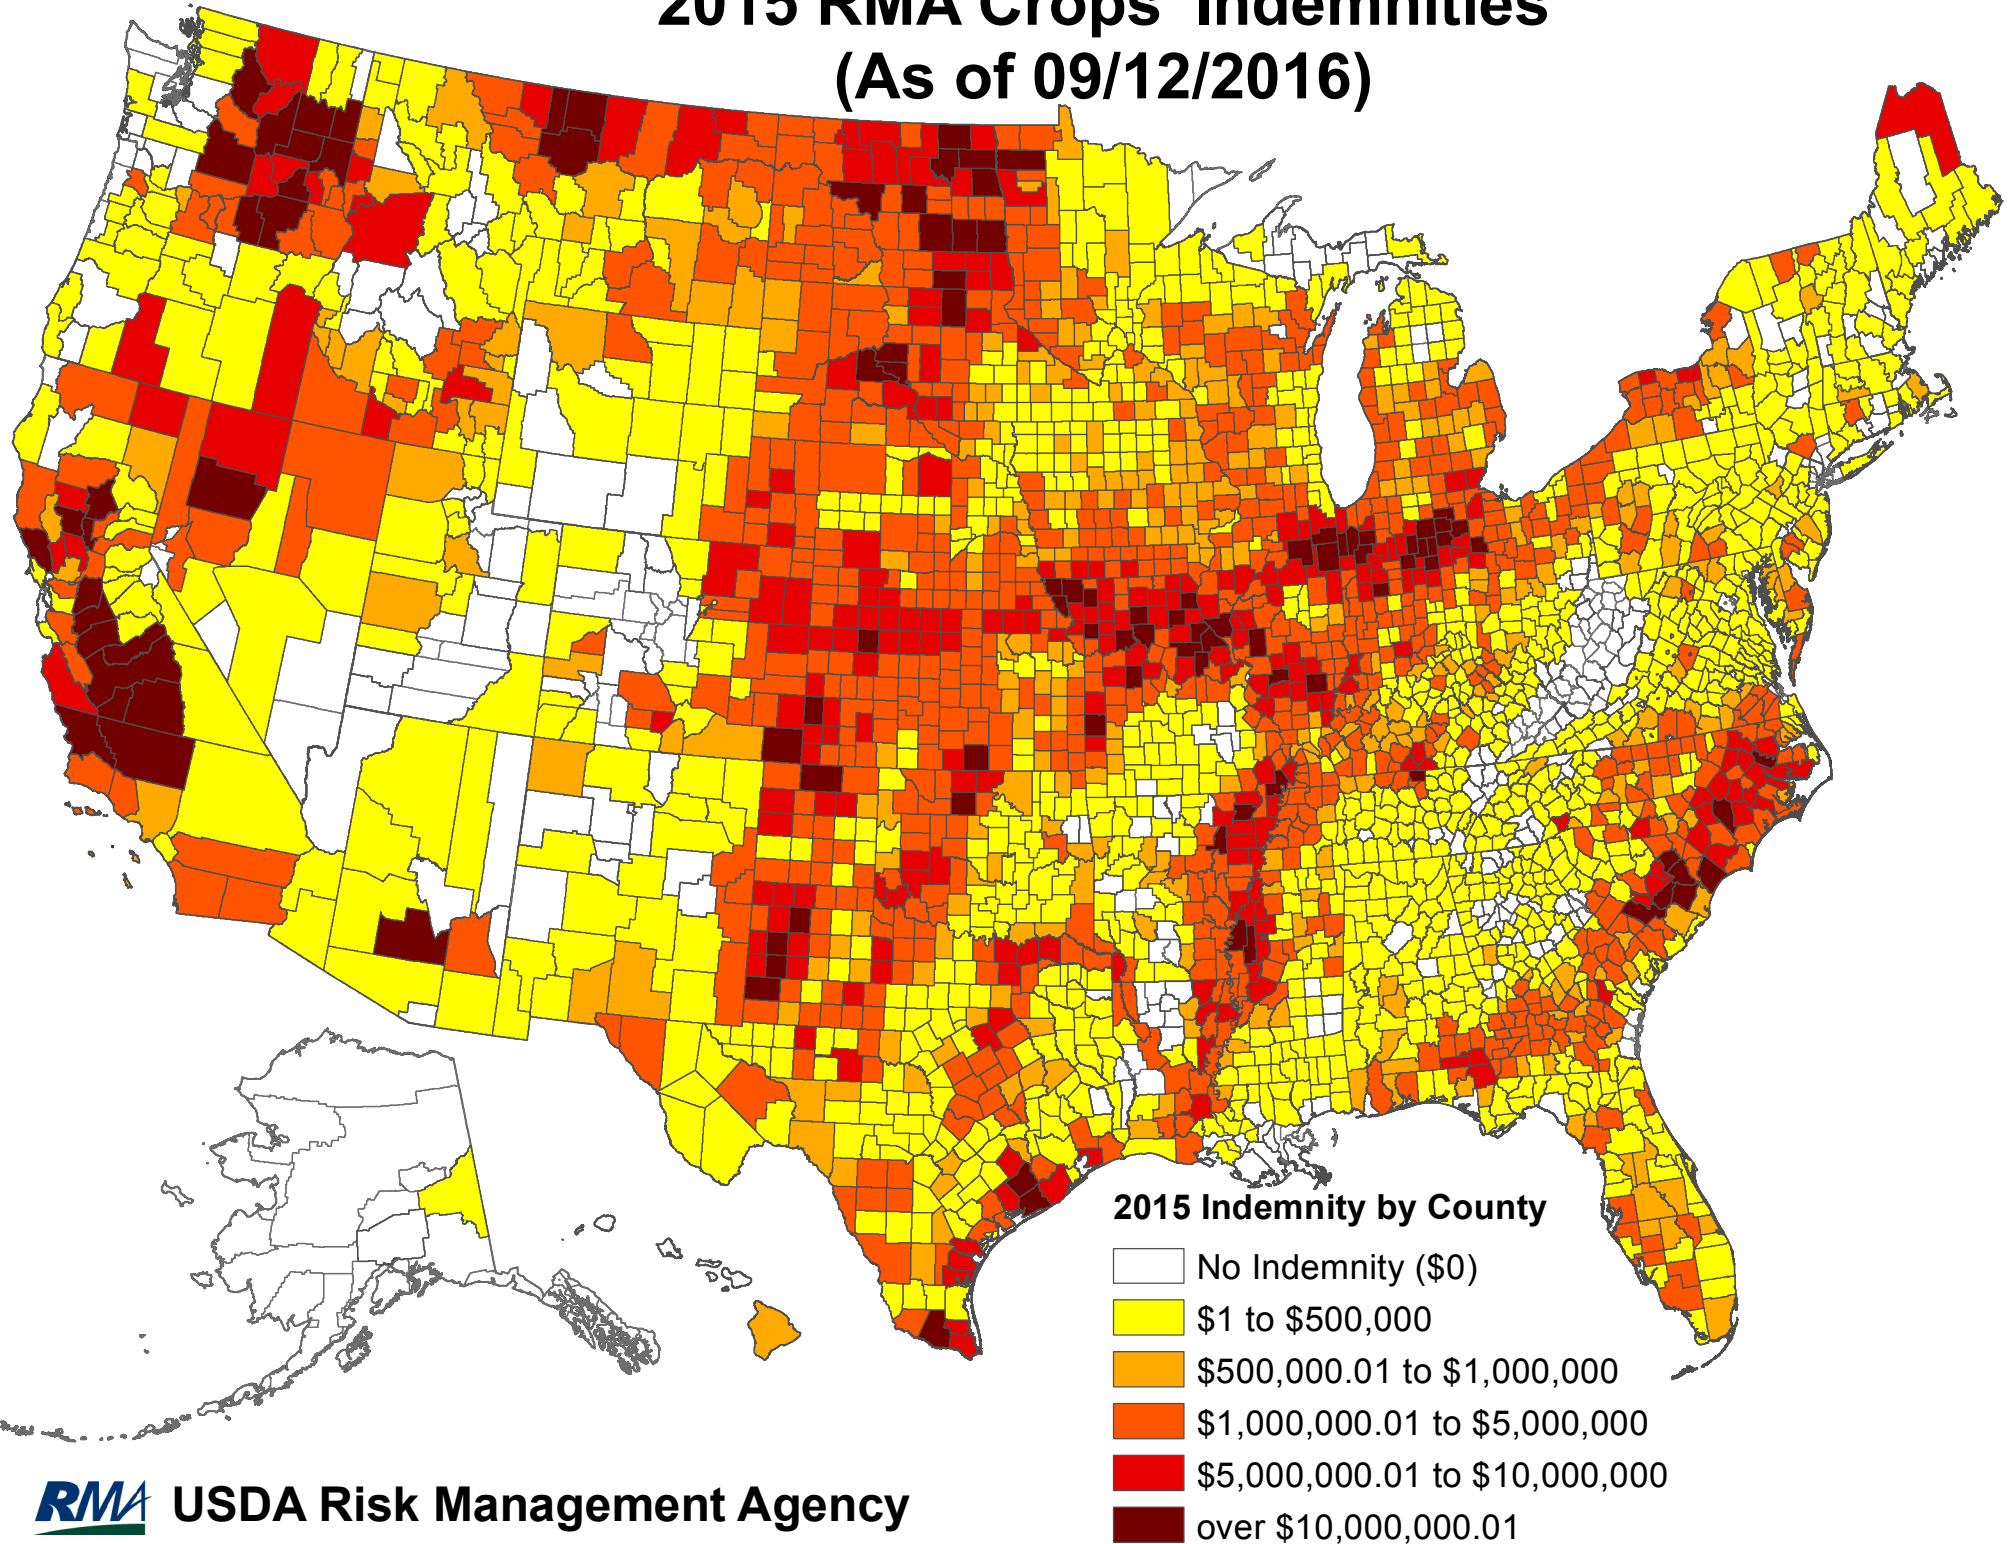 2015 RMA Crops' Indemnities
(As of 09/12/2016)
2015 Indemnity by County
No Indemnity ($0)
$1 to $500,000
$500,000.01 to $1,000,000
$1,000,000.01 to $5,000,000
$5,000,000.01 to $10,000,000
over $10,000,000.01
RMA USDA Risk Management Agency